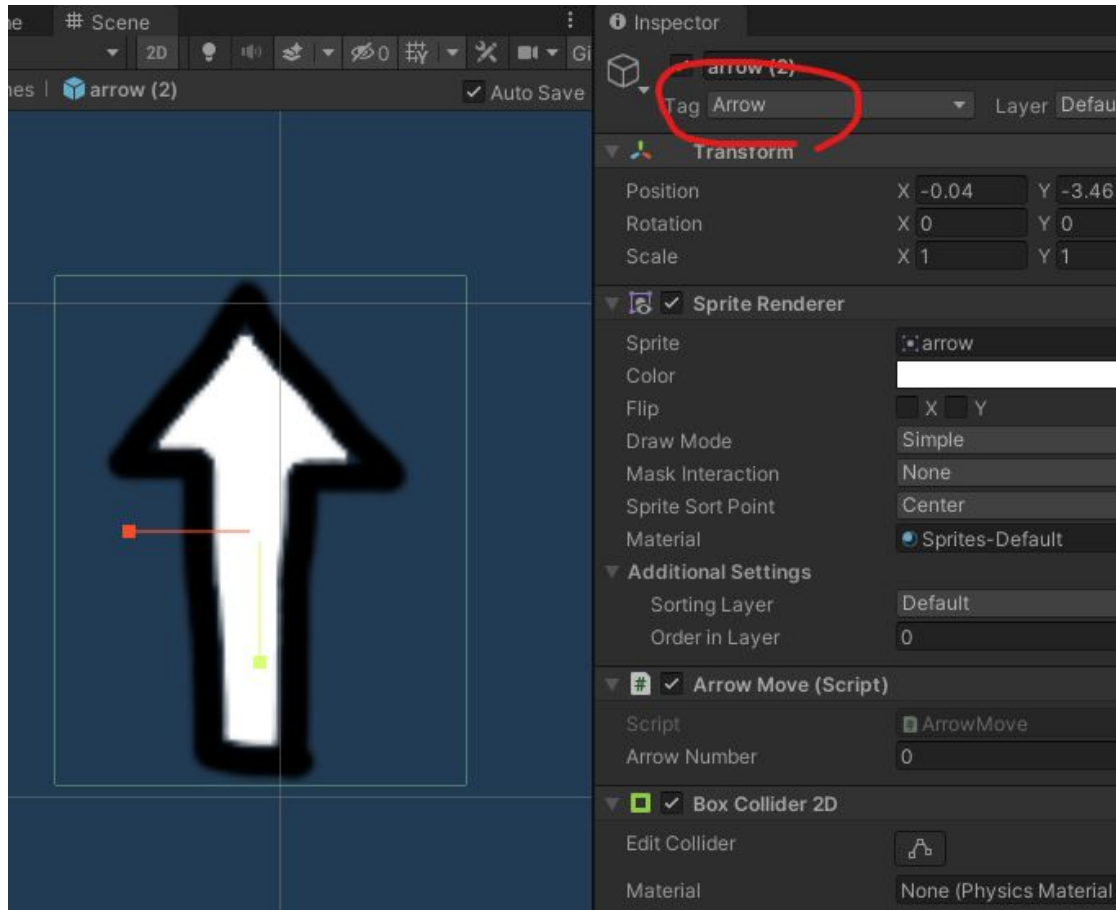 # Scene
Inspector
2D
0
Gi
arrow (2)
Auto Save
arrow (2)
Tag Arrow
Layer Defau
Transform
Position X -0.04 Y -3.46
Rotation X 0 Y 0
Scale X 1 Y 1
Sprite Renderer
Sprite arrow
Color
Flip X Y
Draw Mode Simple
Mask Interaction None
Sprite Sort Point Center
Material Sprites-Default
Additional Settings
Sorting Layer Default
Order in Layer 0
# Arrow Move (Script)
Script ArrowMove
Arrow Number 0
Box Collider 2D
Edit Collider
Material None (Physics Material